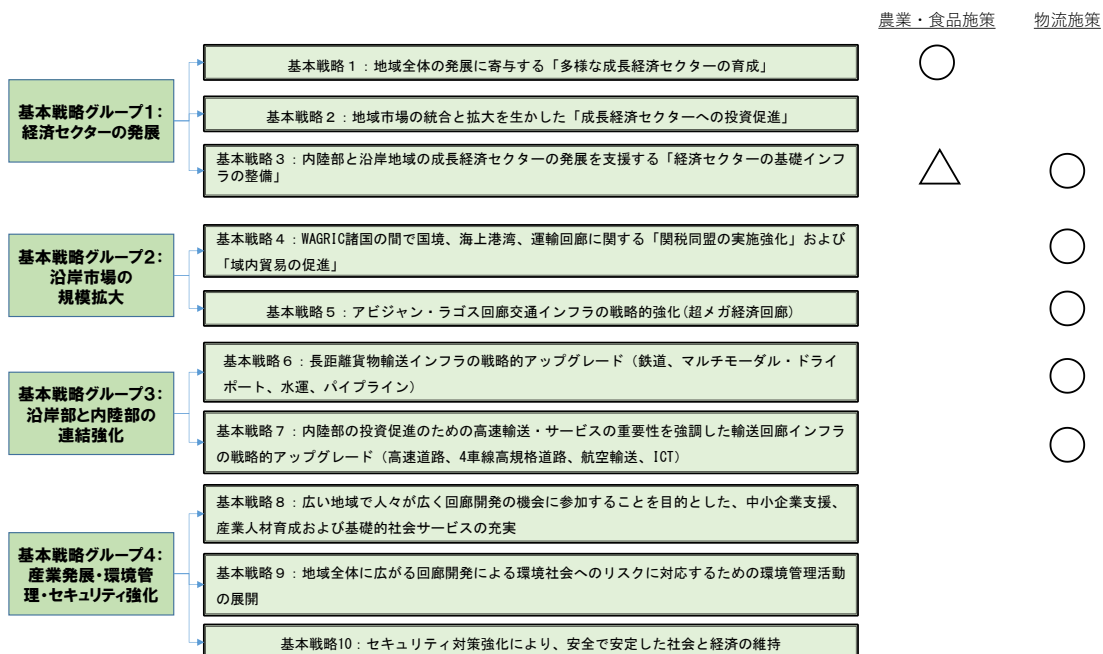 農業・食品施策 物流施策
基本戦略グループ1:
経済セクターの発展
基本戦略1：地域全体の発展に寄与する「多様な成長経済セクターの育成」
基本戦略2：地域市場の統合と拡大を生かした「成長経済セクターへの投資促進」
基本戦略3：内陸部と沿岸地域の成長経済セクターの発展を支援する「経済セクターの基礎インフ
ラの整備」
基本戦略グループ2:
沿岸市場の
規模拡大
基本戦略4：WAGRIC諸国の間で国境、海上港湾、運輸回廊に関する「関税同盟の実施強化」および
「域内貿易の促進」
基本戦略5：アビジャン・ラゴス回廊交通インフラの戦略的強化(超メガ経済回廊)
基本戦略グループ3:
沿岸部と内陸部の
連結強化
基本戦略6：長距離貨物輸送インフラの戦略的アップグレード（鉄道、マルチモーダル・ドライ
ポート、水運、パイプライン）
基本戦略7：内陸部の投資促進のための高速輸送・サービスの重要性を強調した輸送回廊インフラ
の戦略的アップグレード（高速道路、4車線高規格道路、航空輸送、ICT）
基本戦略グループ4:
産業発展・環境管
理・セキュリティ強化
基本戦略8：広い地域で人々が広く回廊開発の機会に参加することを目的とした、中小企業支援、
産業人材育成および基礎的社会サービスの充実
基本戦略9：地域全体に広がる回廊開発による環境社会へのリスクに対応するための環境管理活動
の展開
基本戦略10：セキュリティ対策強化により、安全で安定した社会と経済の維持